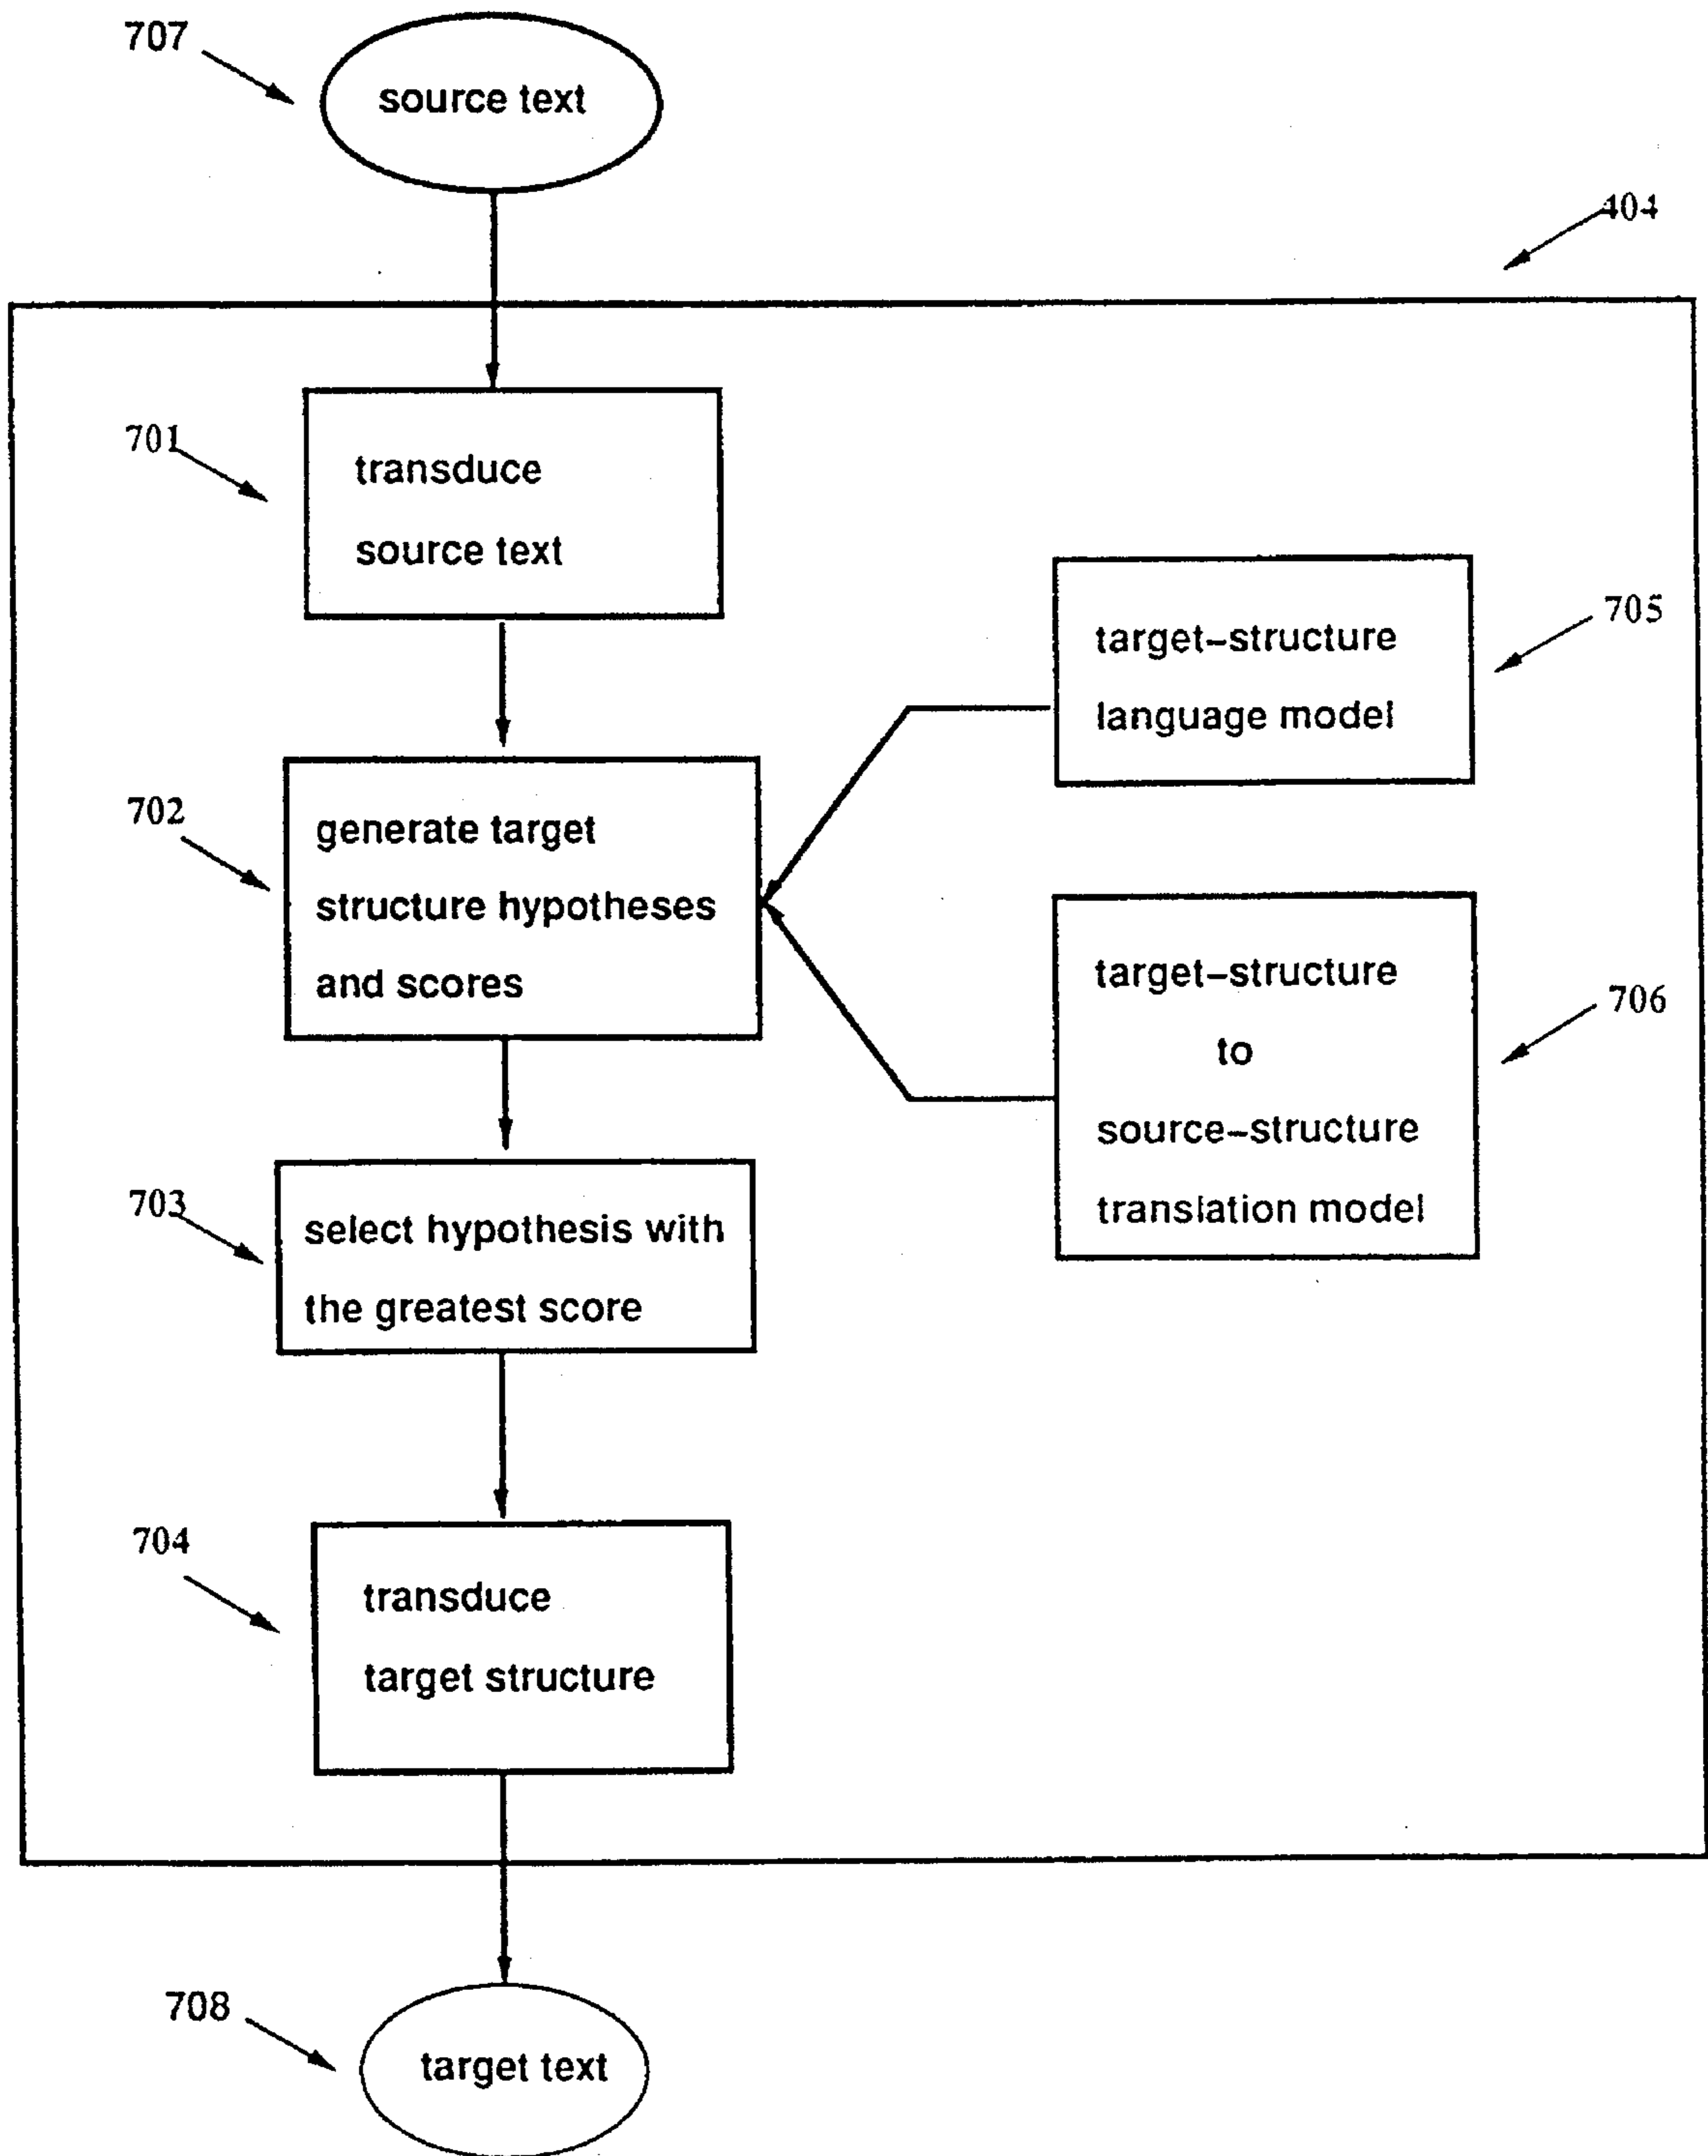 707
source text
404
701
transduce
source text
705
target-structure
language model
702
generate target
structure hypotheses
and scores
706
target-structure
to
source-structure
translation model
703
select hypothesis with
the greatest score
704
transduce
target structure
708
target text